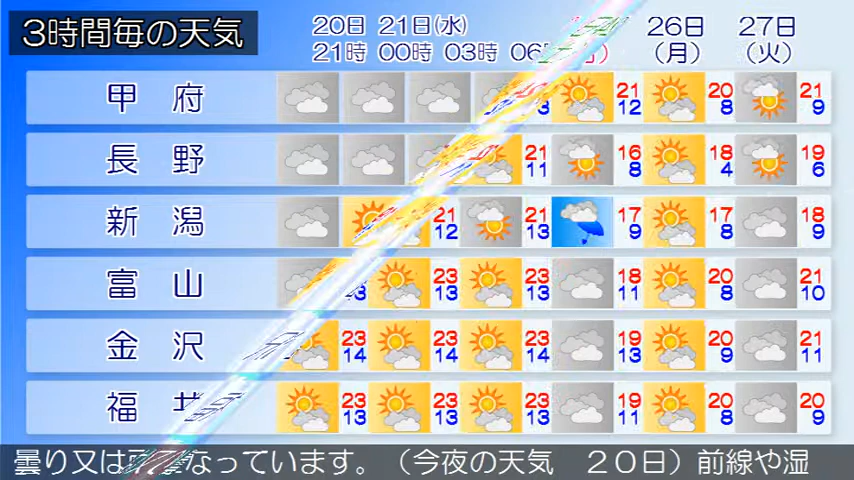 3時間毎の天気
20日 21日(水) 26日 27日
21時 00時 03時 06 (月) (火)
甲府 3 21 12 20 8 21 9
長野 21 11 16 8 18 4 19 6
新潟 21 12 21 13 17 9 17 8 18 9
富山 23 13 23 13 18 11 20 8 21 10
金沢 23 14 23 14 23 14 19 13 20 9 21 11
福井 23 13 23 13 23 13 19 11 20 8 20 9
曇り又は なっています。（今夜の天気　２０日）前線や湿